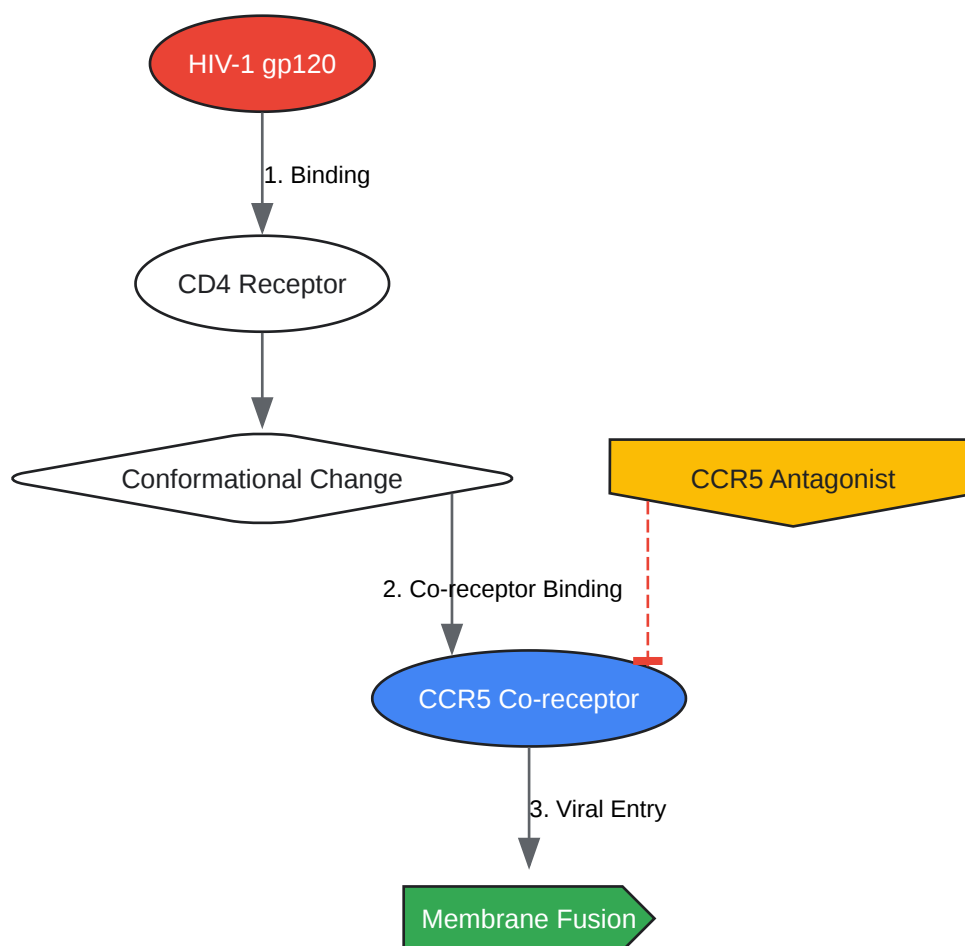 HIV-1 gp120
1. Binding
CD4 Receptor
Conformational Change
CCR5 Antagonist
2. Co-receptor Binding
CCR5 Co-receptor
3. Viral Entry
Membrane Fusion